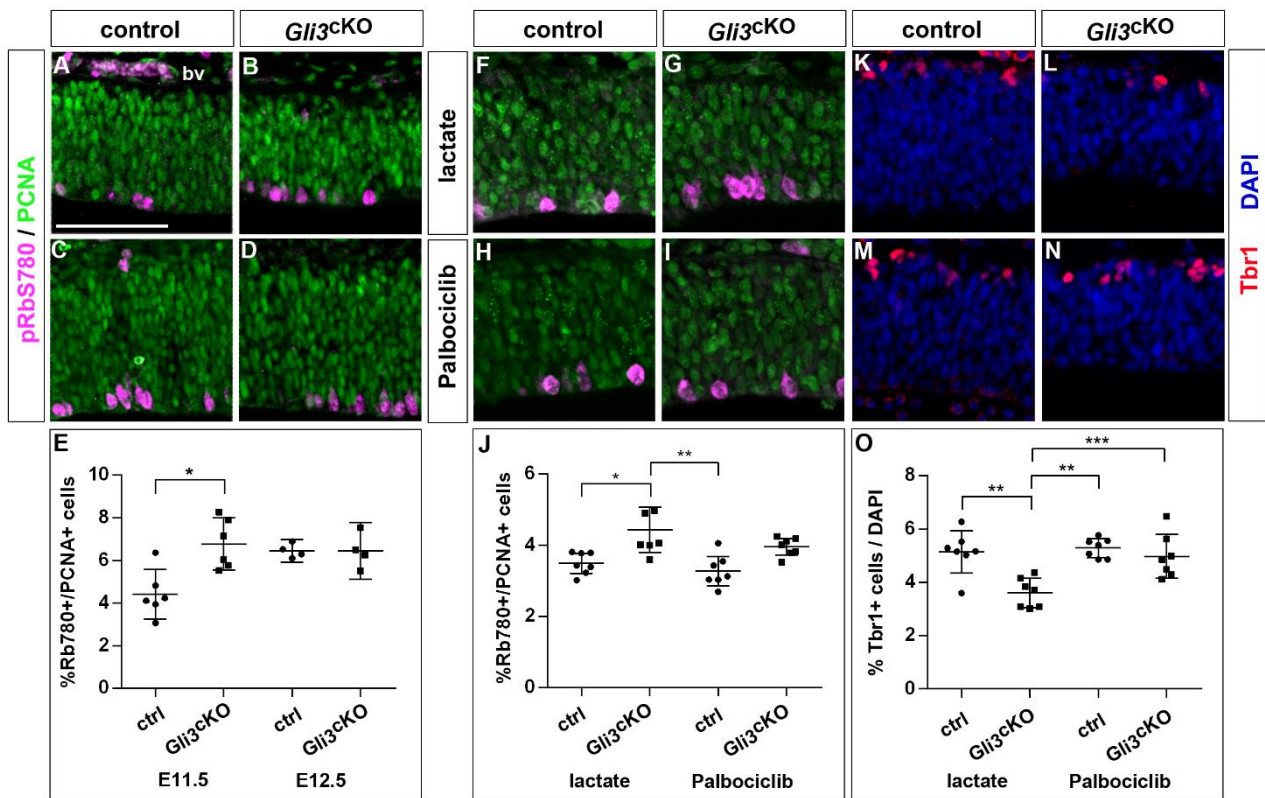 control
Gli3cKO
control
Gli3cKO
control
Gli3cKO
pRbS780 / PCNA
A
bv
B
C
D
lactate
F
G
Palbociclib
H
I
K
L
M
N
Tbr1 DAPI
E
*
10
8
6
4
2
0
%Rb780+/PCNA+ cells
ctrl
Gli3cKO
ctrl
Gli3cKO
E11.5
E12.5
J
*
**
6
4
2
0
%Rb780+/PCNA+ cells
ctrl
Gli3cKO
ctrl
Gli3cKO
lactate
Palbociclib
O
***
**
**
8
6
4
2
0
% Tbr1+ cells / DAPI
ctrl
Gli3cKO
ctrl
Gli3cKO
lactate
Palbociclib